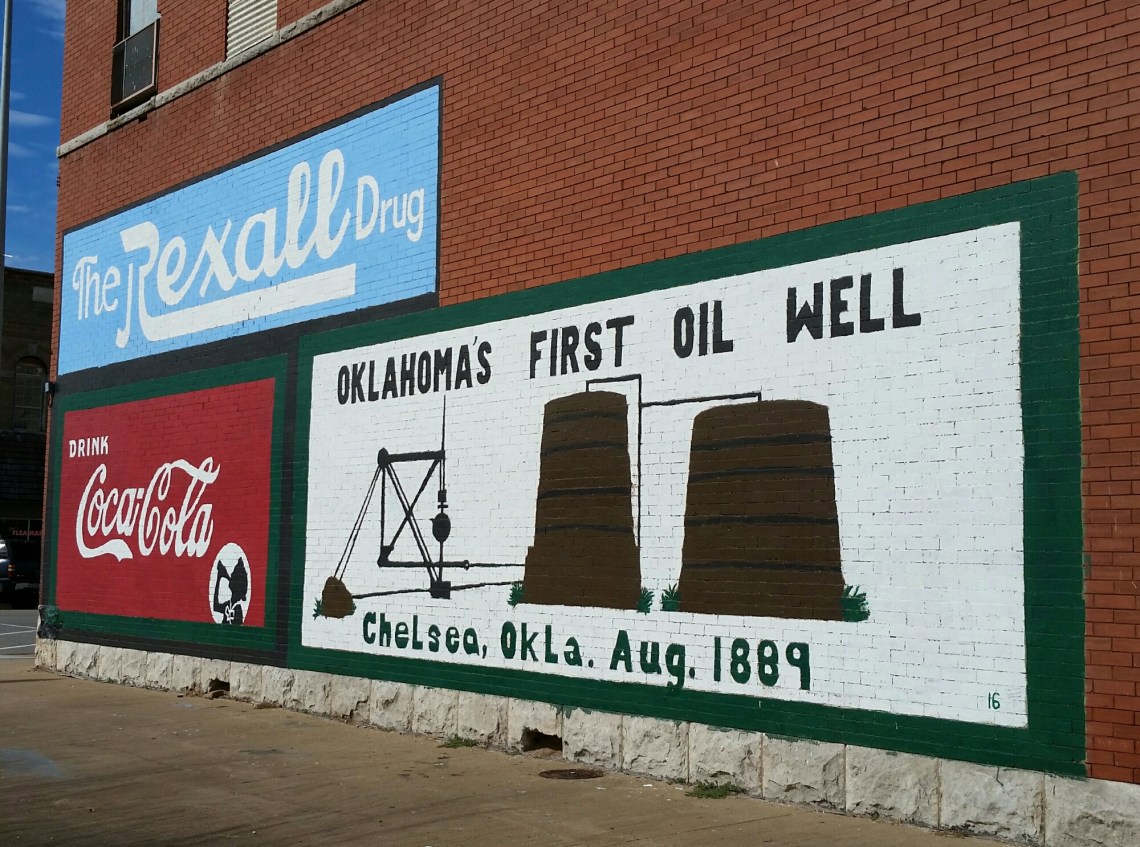 The Rexall Drug
DRINK
Coca-Cola
OKLAHOMA'S FIRST OIL WELL
Chelsea, Okla. Aug. 1889
16